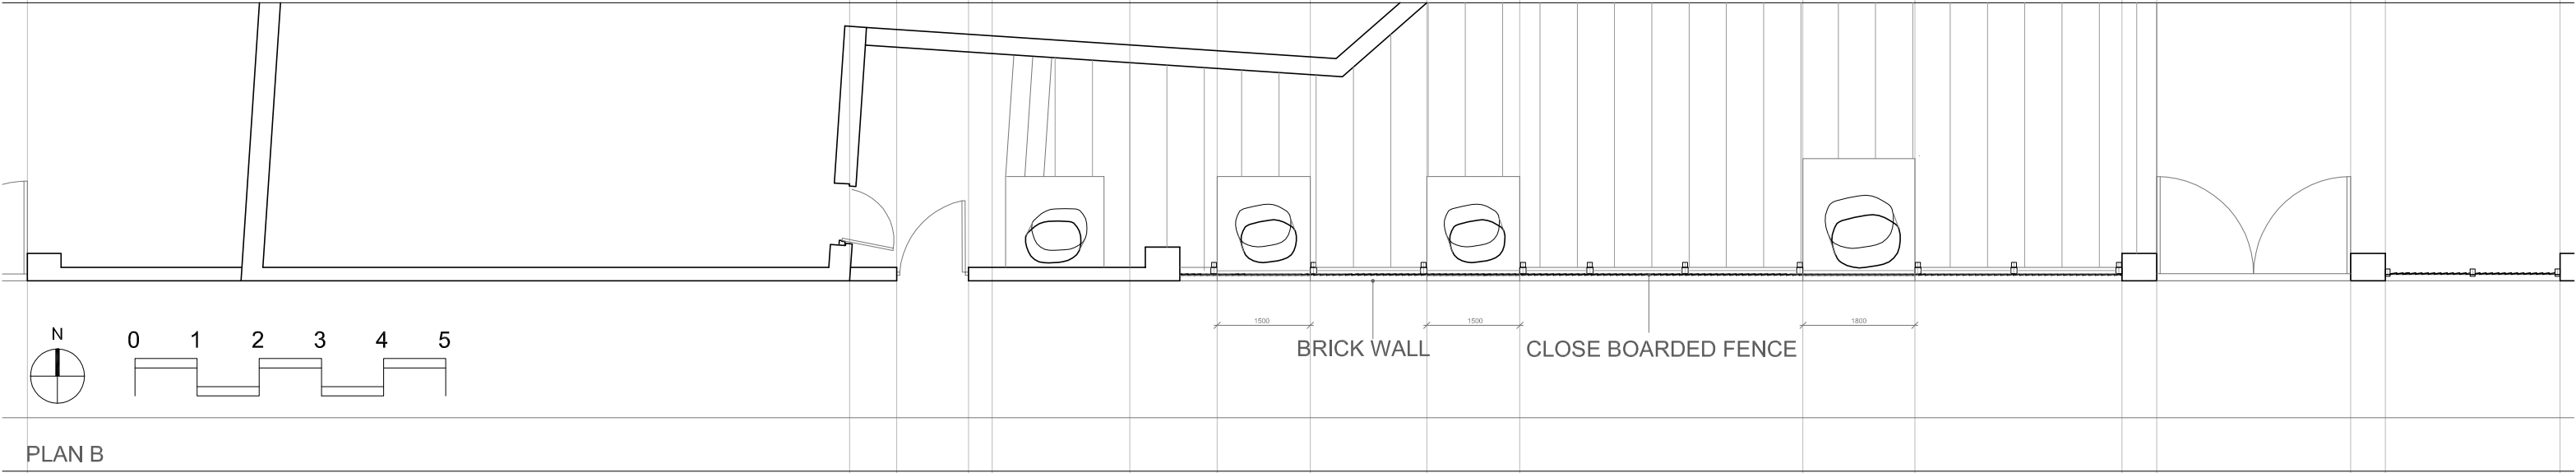 1500
1500
1800
N
0 1 2 3 4 5
BRICK WALL
CLOSE BOARDED FENCE
PLAN B